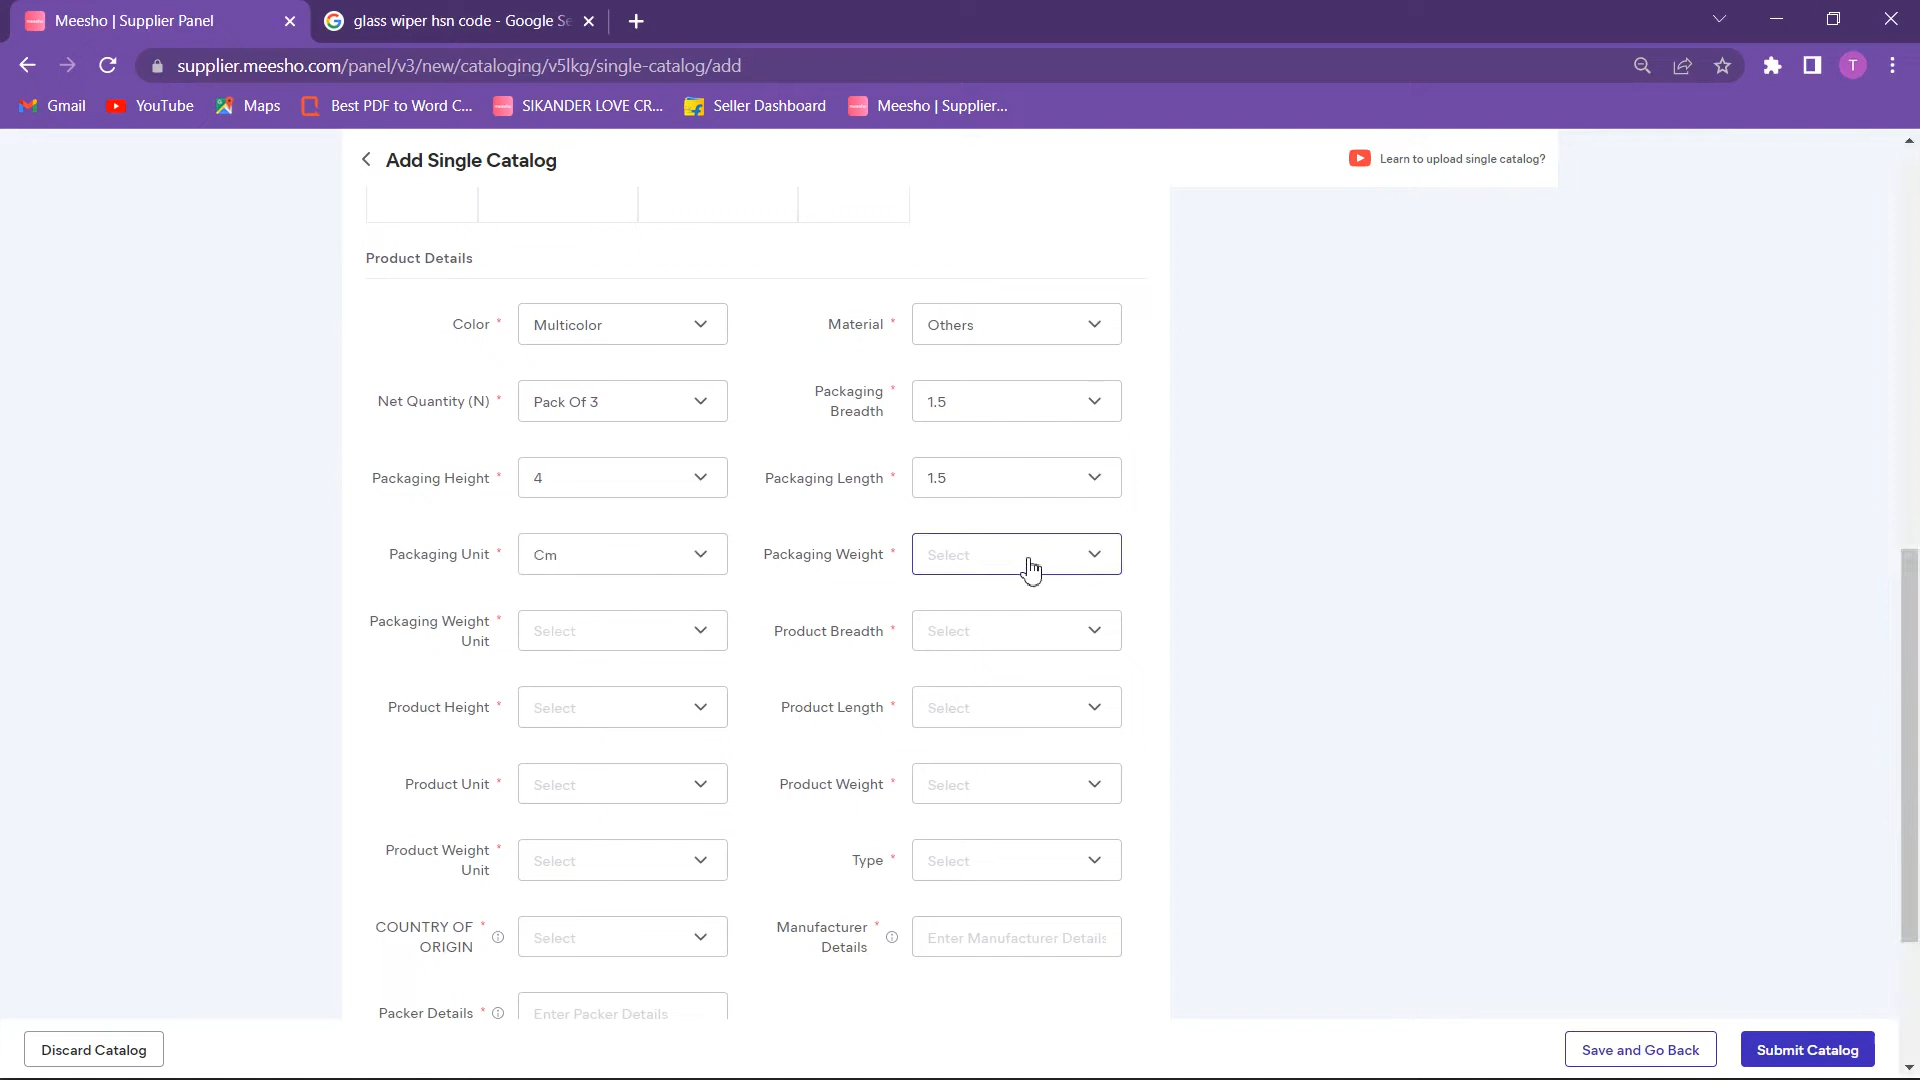 Meesho | Supplier Panel
glass wiper hsn code - Google Se
supplier.meesho.com/panel/v3/new/cataloging/v5lkg/single-catalog/add
T
Gmail
YouTube
Maps
Best PDF to Word C...
SIKANDER LOVE CR...
Seller Dashboard
Meesho | Supplier...
Add Single Catalog
Learn to upload single catalog?
Product Details
Color *
Multicolor
Material *
Others
Net Quantity (N) *
Pack Of 3
Packaging *
Breadth
1.5
Packaging Height *
4
Packaging Length *
1.5
Packaging Unit *
Cm
Packaging Weight *
Select
Packaging Weight *
Unit
Select
Product Breadth *
Select
Product Height *
Select
Product Length *
Select
Product Unit *
Select
Product Weight *
Select
Product Weight *
Unit
Select
Type *
Select
COUNTRY OF *
ORIGIN
Select
Manufacturer *
Details
Enter Manufacturer Details
Packer Details *
Enter Packer Details
Discard Catalog
Save and Go Back
Submit Catalog